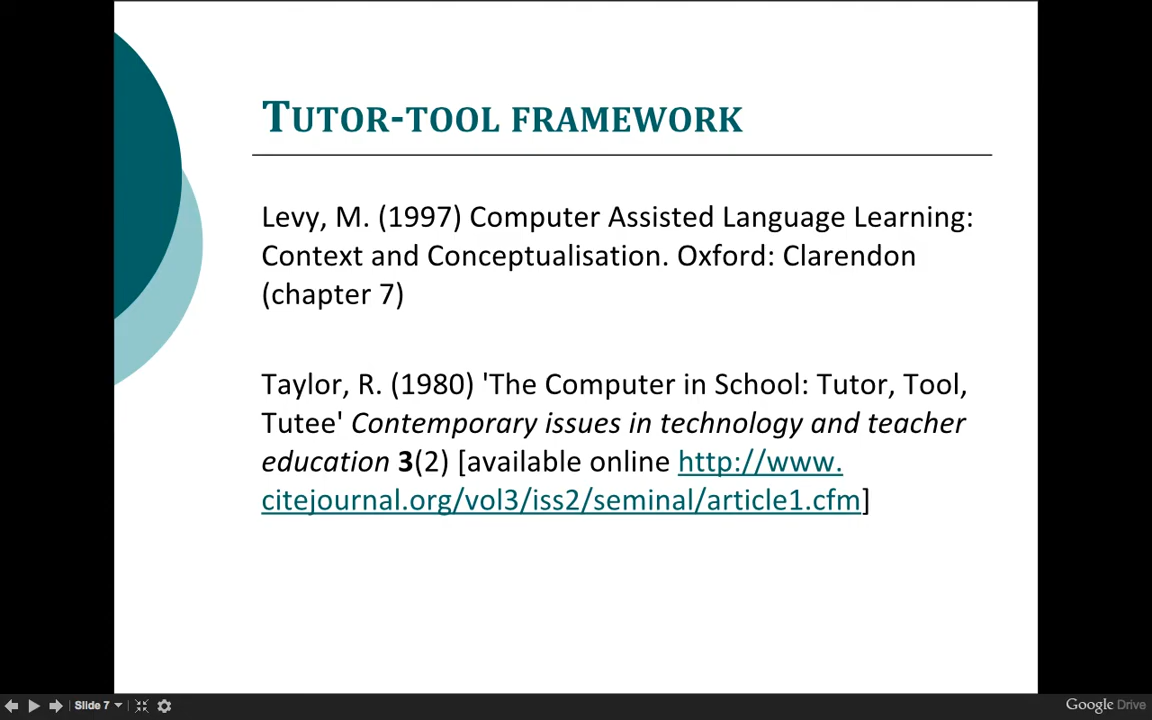 TUTOR-TOOL FRAMEWORK
Levy, M. (1997) Computer Assisted Language Learning:
Context and Conceptualisation. Oxford: Clarendon
(chapter 7)
Taylor, R. (1980) 'The Computer in School: Tutor, Tool,
Tutee' Contemporary issues in technology and teacher
education 3(2) [available online http://www.
citejournal.org/vol3/iss2/seminal/article1.cfm]
Slide 7
Google Drive